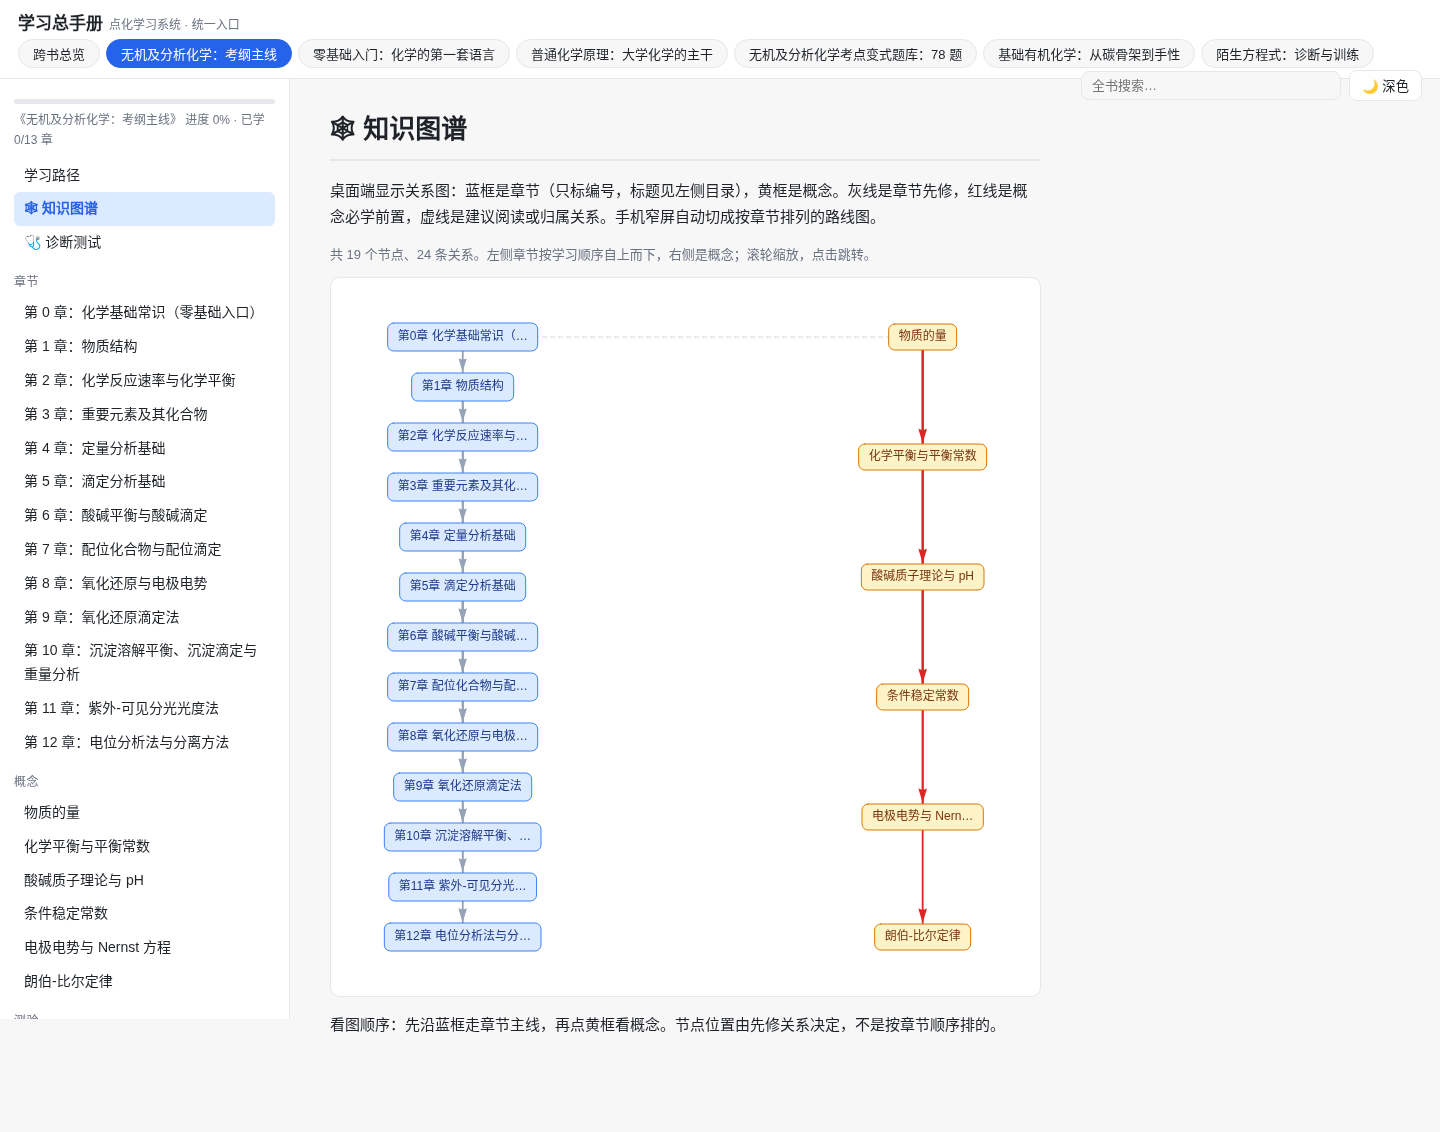 学习总手册 点化学习系统 · 统一入口
跨书总览 无机及分析化学：考纲主线 零基础入门：化学的第一套语言 普通化学原理：大学化学的主干 无机及分析化学考点变式题库：78 题 基础有机化学：从碳骨架到手性 陌生方程式：诊断与训练
全书搜索… 🌙 深色
《无机及分析化学：考纲主线》 进度 0% · 已学
0/13 章
学习路径
🕸 知识图谱
🩺 诊断测试
章节
第 0 章：化学基础常识（零基础入口）
第 1 章：物质结构
第 2 章：化学反应速率与化学平衡
第 3 章：重要元素及其化合物
第 4 章：定量分析基础
第 5 章：滴定分析基础
第 6 章：酸碱平衡与酸碱滴定
第 7 章：配位化合物与配位滴定
第 8 章：氧化还原与电极电势
第 9 章：氧化还原滴定法
第 10 章：沉淀溶解平衡、沉淀滴定与
重量分析
第 11 章：紫外-可见分光光度法
第 12 章：电位分析法与分离方法
概念
物质的量
化学平衡与平衡常数
酸碱质子理论与 pH
条件稳定常数
电极电势与 Nernst 方程
朗伯-比尔定律
🕸 知识图谱
桌面端显示关系图：蓝框是章节（只标编号，标题见左侧目录），黄框是概念。灰线是章节先修，红线是概
念必学前置，虚线是建议阅读或归属关系。手机窄屏自动切成按章节排列的路线图。
共 19 个节点、24 条关系。左侧章节按学习顺序自上而下，右侧是概念；滚轮缩放，点击跳转。
第0章 化学基础常识（…
物质的量
第1章 物质结构
第2章 化学反应速率与…
化学平衡与平衡常数
第3章 重要元素及其化…
第4章 定量分析基础
第5章 滴定分析基础
酸碱质子理论与 pH
第6章 酸碱平衡与酸碱…
第7章 配位化合物与配…
条件稳定常数
第8章 氧化还原与电极…
第9章 氧化还原滴定法
电极电势与 Nern…
第10章 沉淀溶解平衡、…
第11章 紫外-可见分光…
第12章 电位分析法与分…
朗伯-比尔定律
看图顺序：先沿蓝框走章节主线，再点黄框看概念。节点位置由先修关系决定，不是按章节顺序排的。